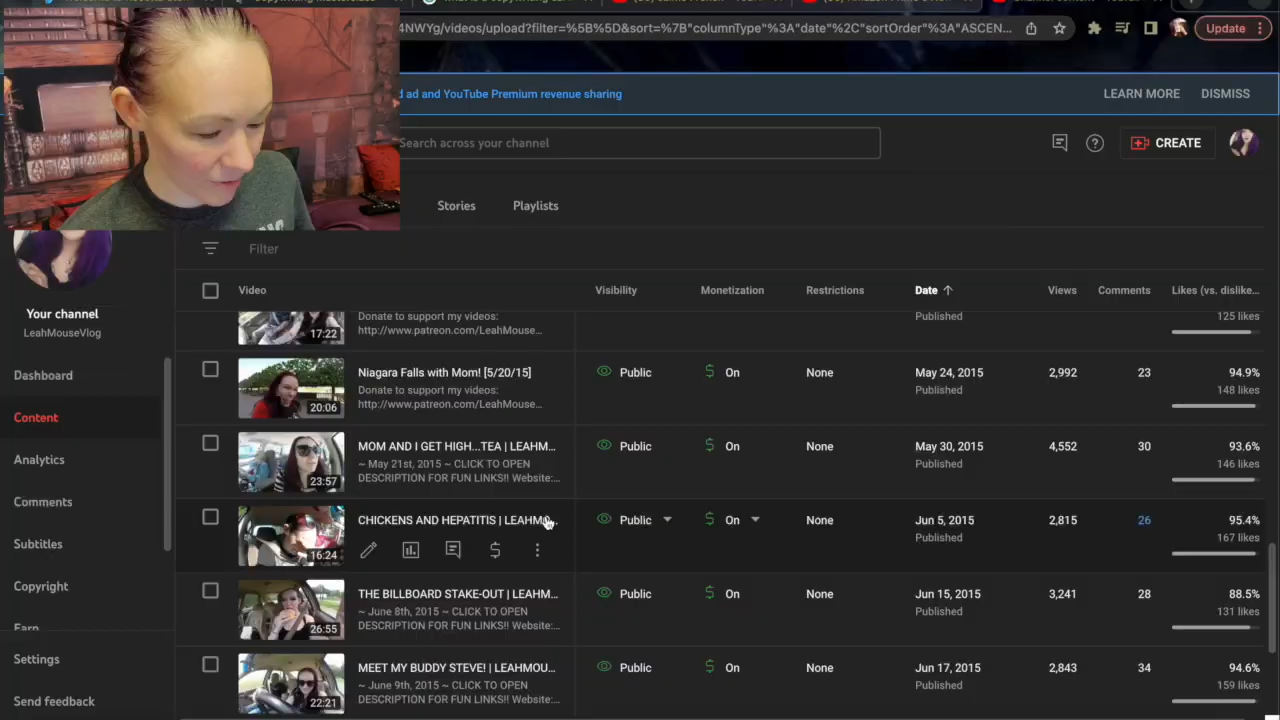 4NWYg/videos/upload?filter=%5B%5D&sort=%7B"columnType"%3A"date"%2C"sortOrder"%3A"ASCEN...
Update
d ad and YouTube Premium revenue sharing
LEARN MORE
DISMISS
Search across your channel
CREATE
Stories
Playlists
Filter
Video
Visibility
Monetization
Restrictions
Date
Views
Comments
Likes (vs. dislike...
Your channel
LeahMouseVlog
Dashboard
Content
Analytics
Comments
Subtitles
Copyright
Earn
Settings
Send feedback
17:22
Donate to support my videos:
http://www.patreon.com/LeahMouse...
Published
125 likes
20:06
Niagara Falls with Mom! [5/20/15]
Donate to support my videos:
http://www.patreon.com/LeahMouse...
Public
On
None
May 24, 2015
Published
2,992
23
94.9%
148 likes
23:57
MOM AND I GET HIGH...TEA | LEAHM...
~ May 21st, 2015 ~ CLICK TO OPEN
DESCRIPTION FOR FUN LINKS!! Website:...
Public
On
None
May 30, 2015
Published
4,552
30
93.6%
146 likes
16:24
CHICKENS AND HEPATITIS | LEAHMO...
Public
On
None
Jun 5, 2015
Published
2,815
26
95.4%
167 likes
26:55
THE BILLBOARD STAKE-OUT | LEAHM...
~ June 8th, 2015 ~ CLICK TO OPEN
DESCRIPTION FOR FUN LINKS!! Website:...
Public
On
None
Jun 15, 2015
Published
3,241
28
88.5%
131 likes
22:21
MEET MY BUDDY STEVE! | LEAHMOU...
~ June 9th, 2015 ~ CLICK TO OPEN
DESCRIPTION FOR FUN LINKS!! Website:...
Public
On
None
Jun 17, 2015
Published
2,843
34
94.6%
159 likes